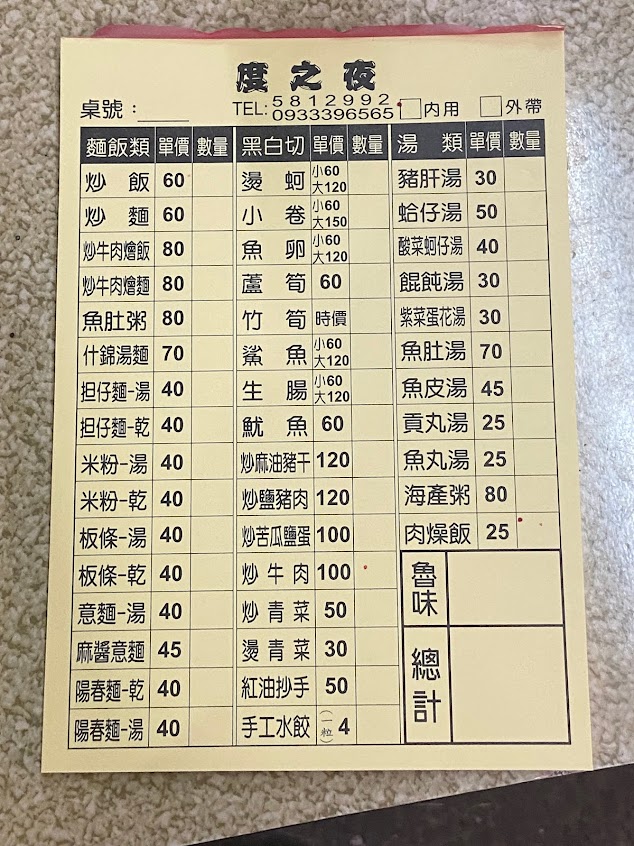 度之夜
桌號：
TEL:5812992
0933396565
內用
外帶
麵飯類 單價 數量
炒飯 60
炒麵 60
炒牛肉燴飯 80
炒牛肉燴麵 80
魚肚粥 80
什錦湯麵 70
担仔麵-湯 40
担仔麵-乾 40
米粉-湯 40
米粉-乾 40
板條-湯 40
板條-乾 40
意麵-湯 40
麻醬意麵 45
陽春麵-乾 40
陽春麵-湯 40
黑白切 單價 數量
燙蚵 小60 大120
小卷 小60 大150
魚卵 小60 大120
蘆筍 60
竹筍 時價
鯊魚 小60 大120
生腸 小60 大120
魷魚 60
炒麻油豬干 120
炒鹽豬肉 120
炒苦瓜鹽蛋 100
炒牛肉 100
炒青菜 50
燙青菜 30
紅油抄手 50
手工水餃 (一粒) 4
湯類 單價 數量
豬肝湯 30
蛤仔湯 50
酸菜蚵仔湯 40
餛飩湯 30
紫菜蛋花湯 30
魚肚湯 70
魚皮湯 45
貢丸湯 25
魚丸湯 25
海產粥 80
肉燥飯 25
魯味
總計